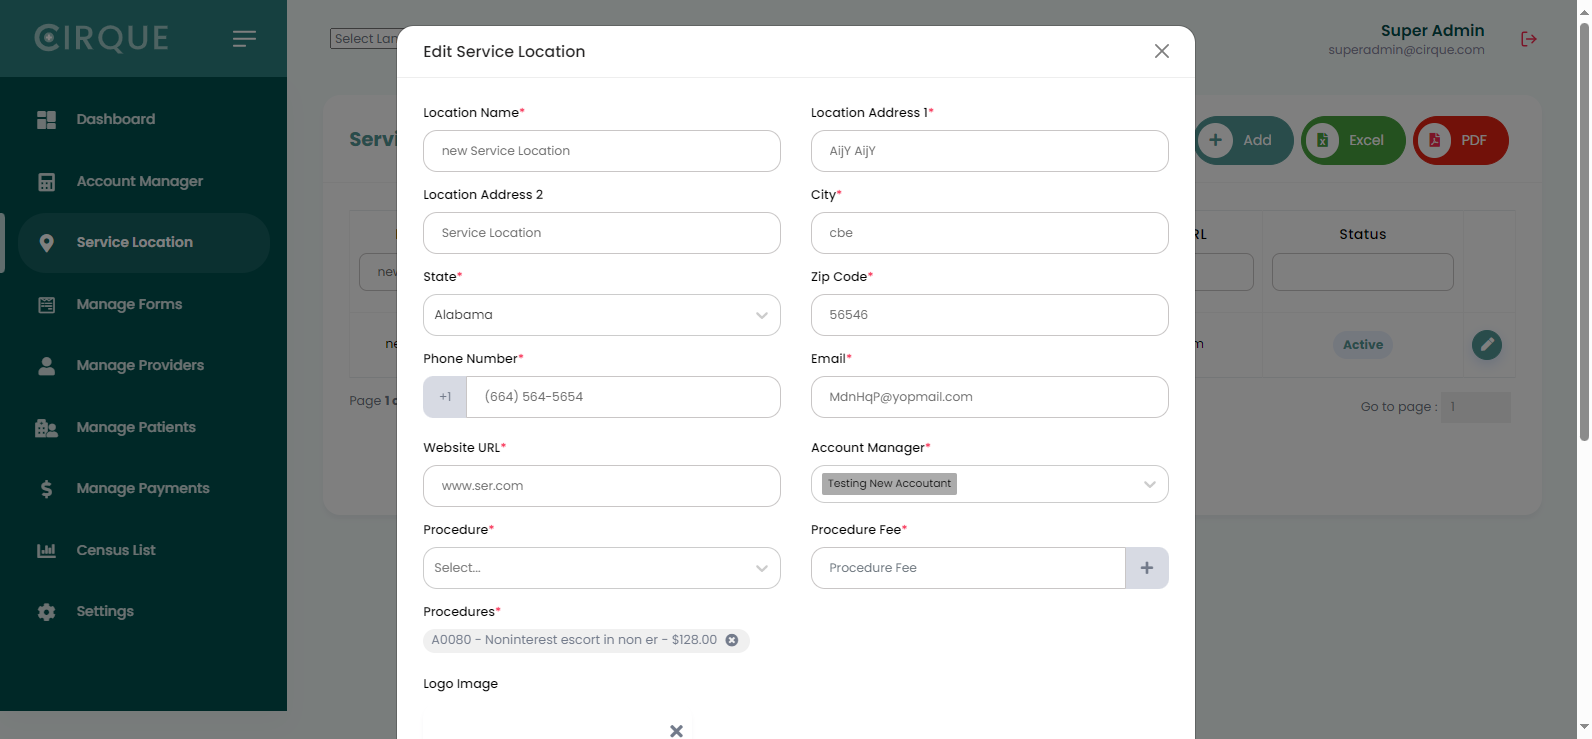 CIRQUE
Dashboard
Account Manager
Service Location
Manage Forms
Manage Providers
Manage Patients
Manage Payments
Census List
Settings
Select
Super Admin
superadmin@cirque.com
Add
Excel
PDF
Status
Active
Page 1
Go to page : 1
Edit Service Location
Location Name*
Location Address 1*
new Service Location
AijY AijY
Location Address 2
City*
Service Location
cbe
State*
Zip Code*
Alabama
56546
Phone Number*
Email*
+1 (664) 564-5654
MdnHqP@yopmail.com
Website URL*
Account Manager*
www.ser.com
Testing New Accoutant
Procedure*
Procedure Fee*
Select...
Procedure Fee
Procedures*
A0080 - Noninterest escort in non er - $128.00
Logo Image